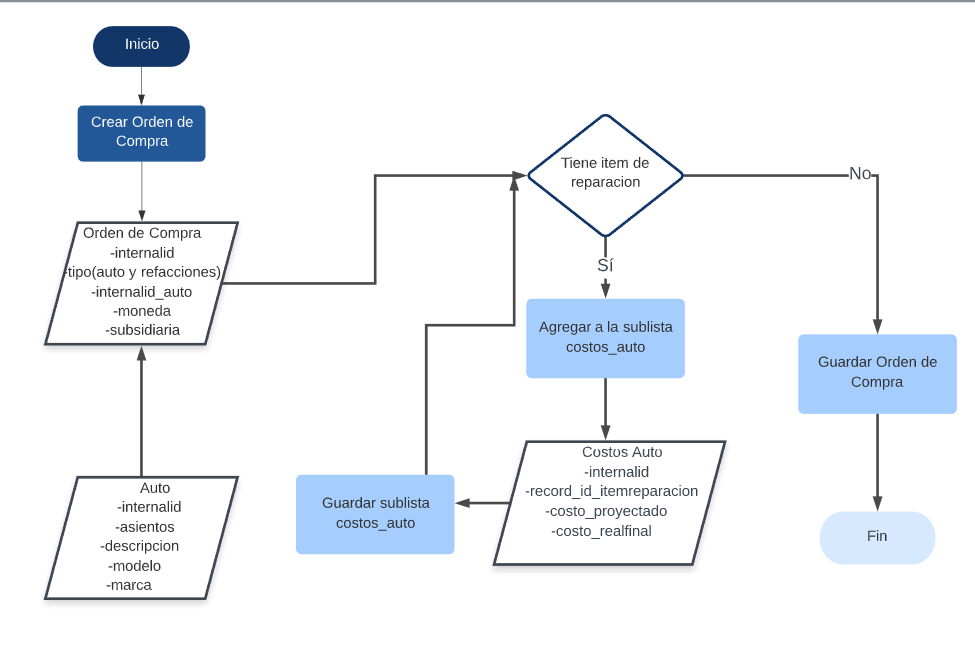 Inicio
Crear Orden de
Compra
Orden de Compra
-internalid
-tipo(auto y refacciones)
-internalid_auto
-moneda
-subsidiaria
Auto
-internalid
-asientos
-descripcion
-modelo
-marca
Tiene item de
reparacion
No
Sí
Agregar a la sublista
costos_auto
Costos Auto
-internalid
-record_id_itemreparacion
-costo_proyectado
-costo_realfinal
Guardar sublista
costos_auto
Guardar Orden de
Compra
Fin